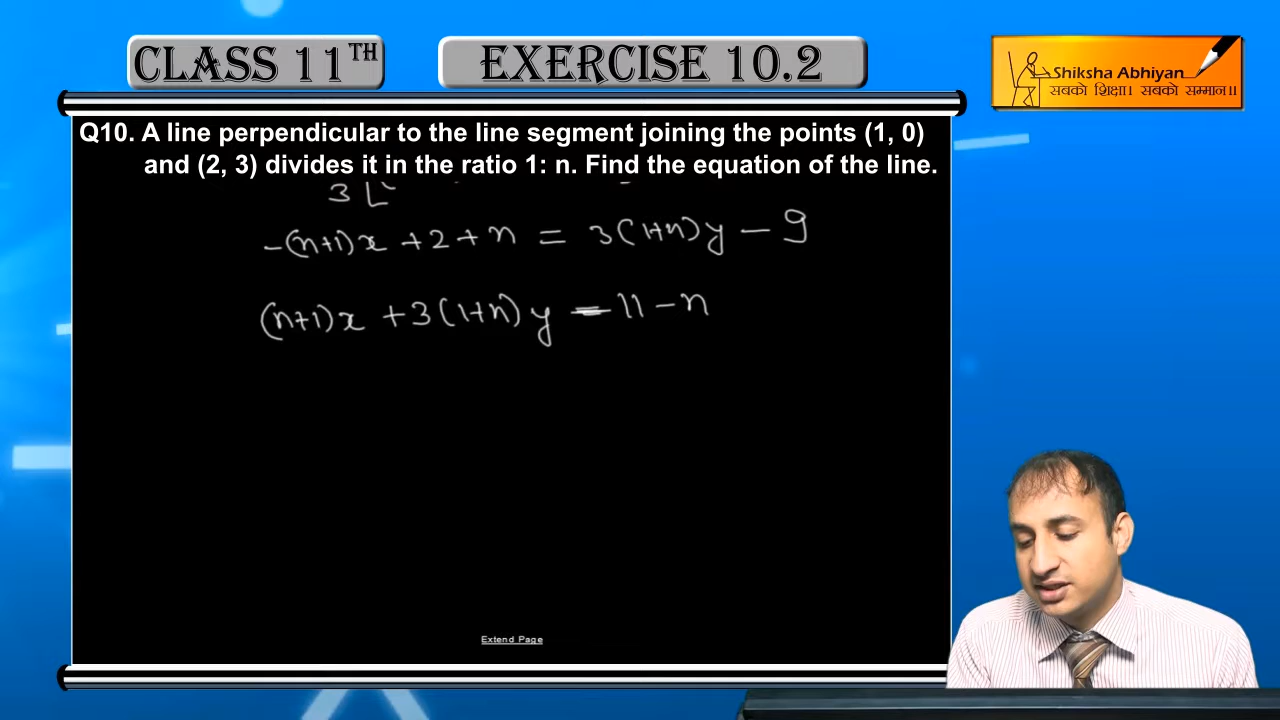 CLASS 11TH
EXERCISE 10.2
Shiksha Abhiyan
सबको शिक्षा। सबको सम्मान।।
Q10. A line perpendicular to the line segment joining the points (1, 0)
and (2, 3) divides it in the ratio 1: n. Find the equation of the line.
3 [
-(n+1)x + 2 + n = 3(1+n)y - 9
(n+1)x + 3(1+n)y = 11 - n
Extend Page